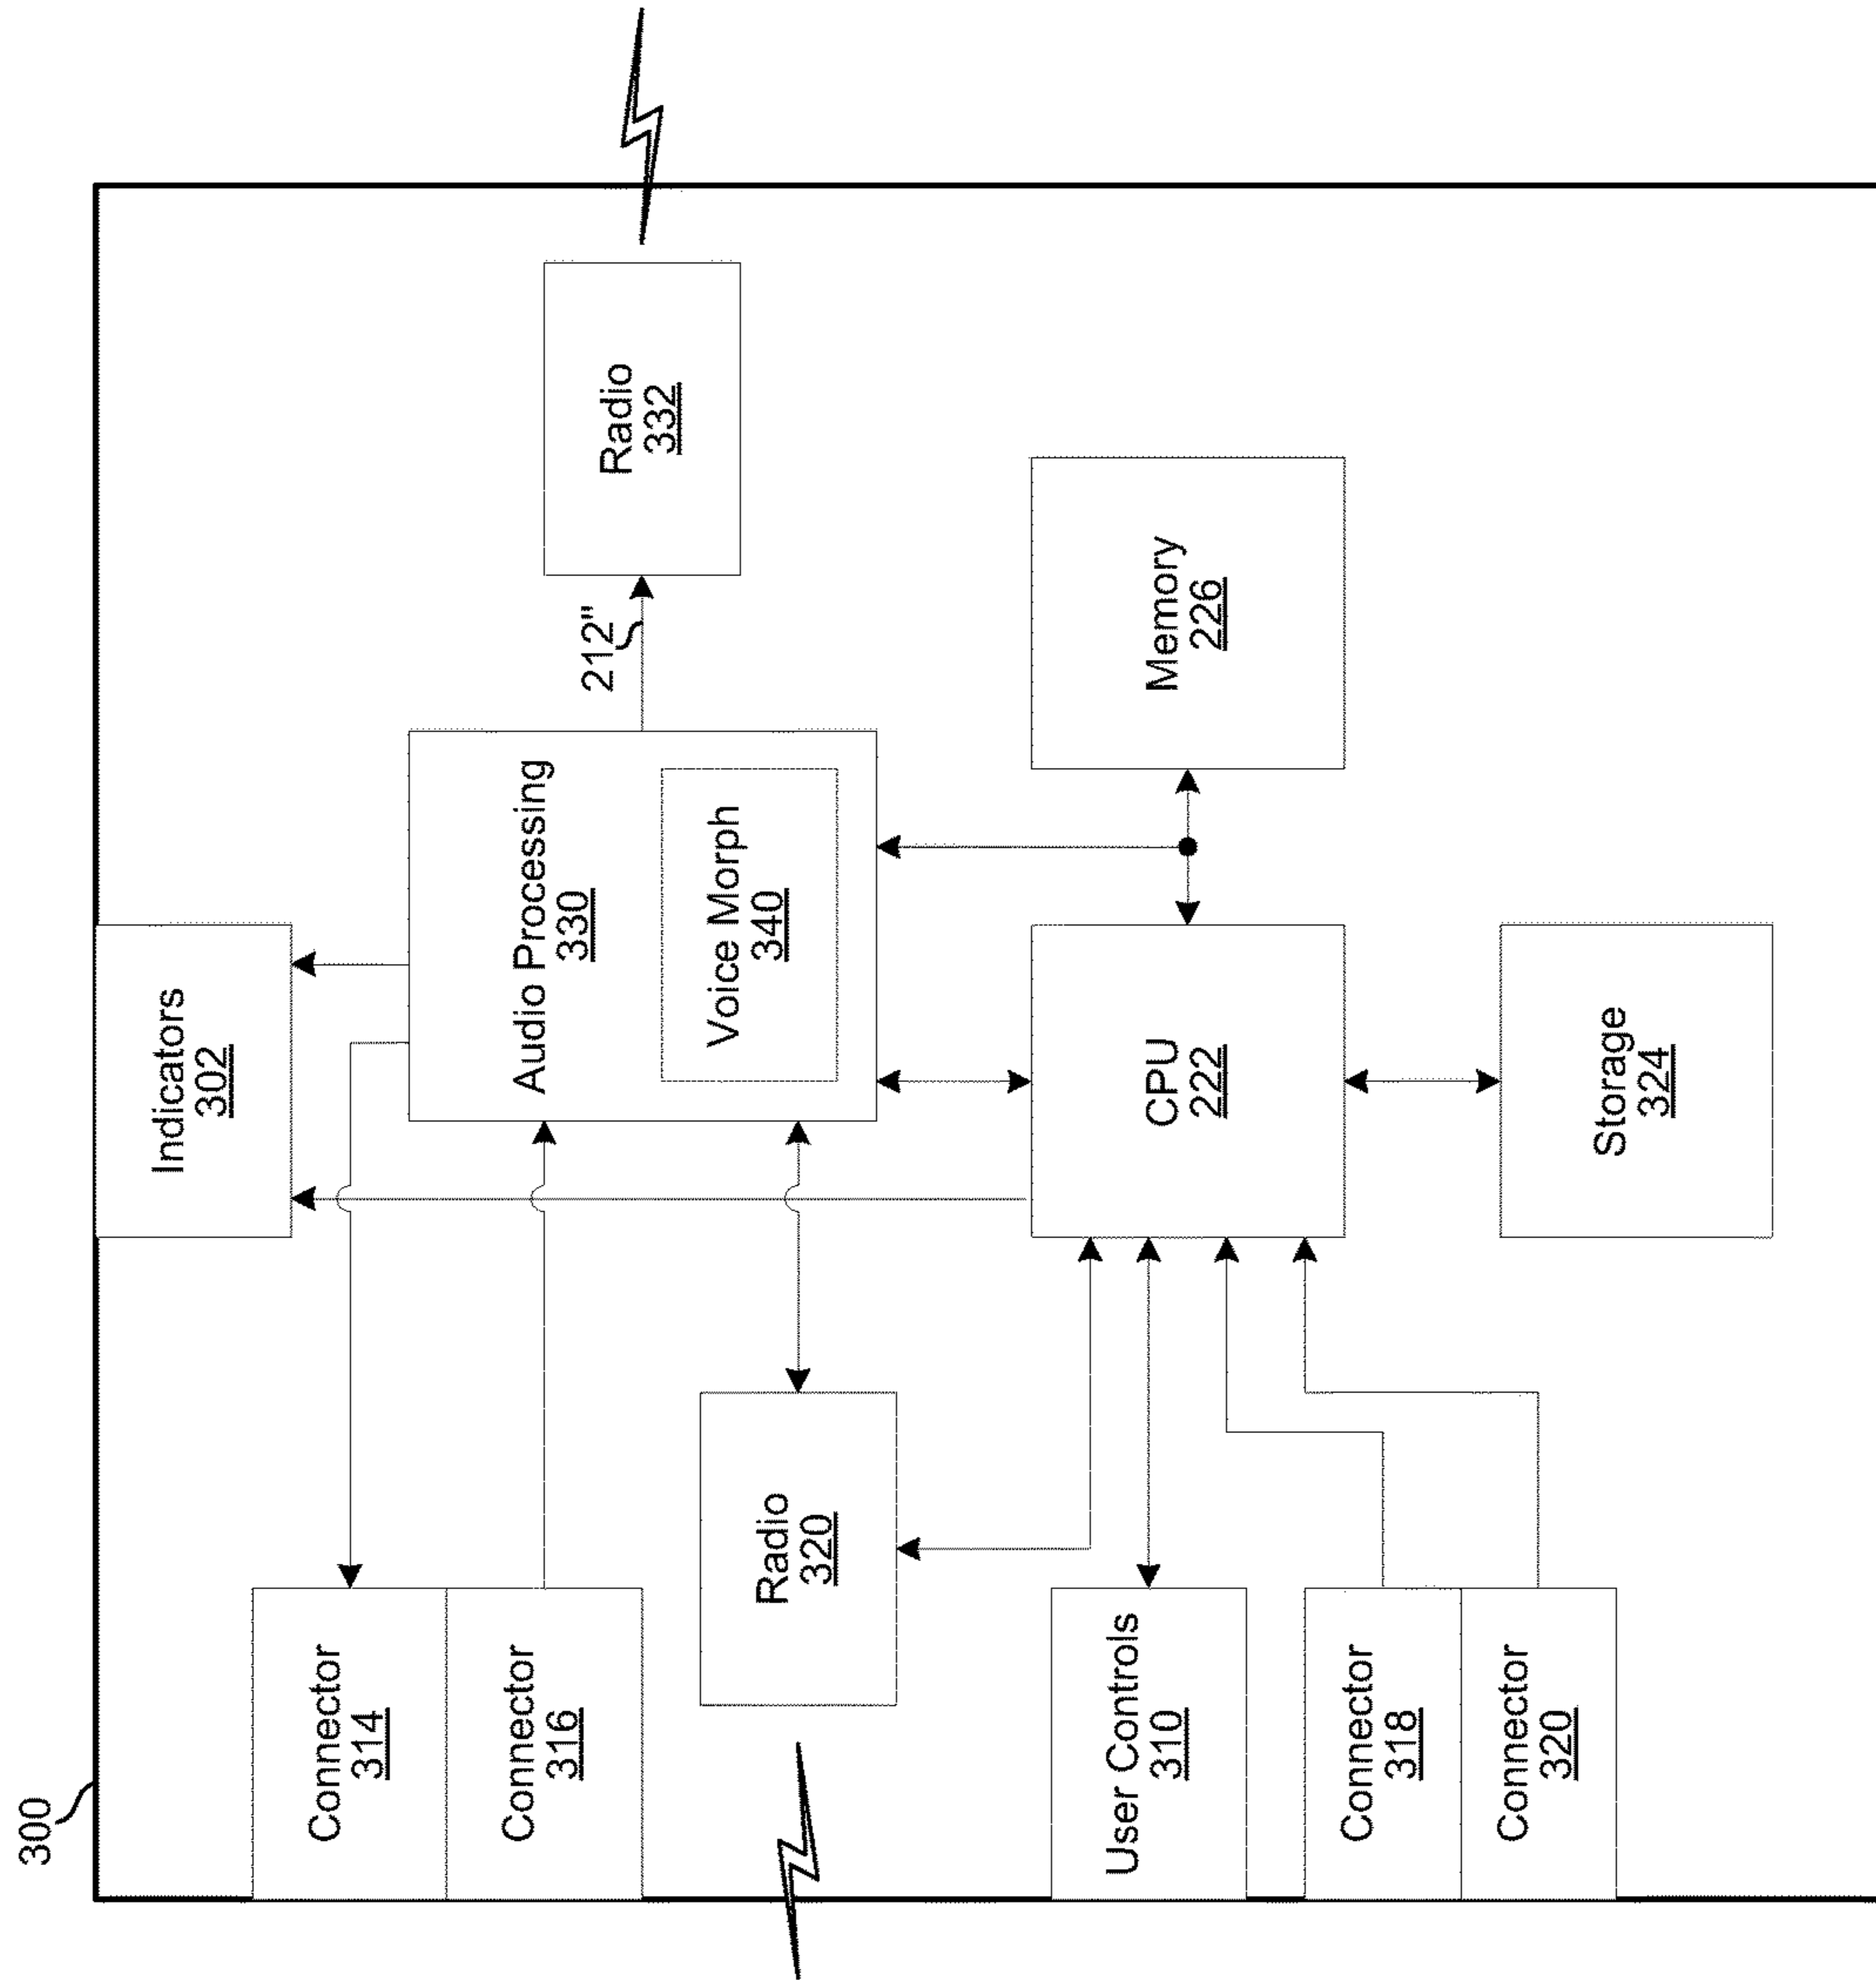 300
Indicators
302
Connector
314
Connector
316
Audio Processing
330
Voice Morph
340
212"
Radio
332
Radio
320
User Controls
310
CPU
222
Memory
226
Connector
318
Connector
320
Storage
324